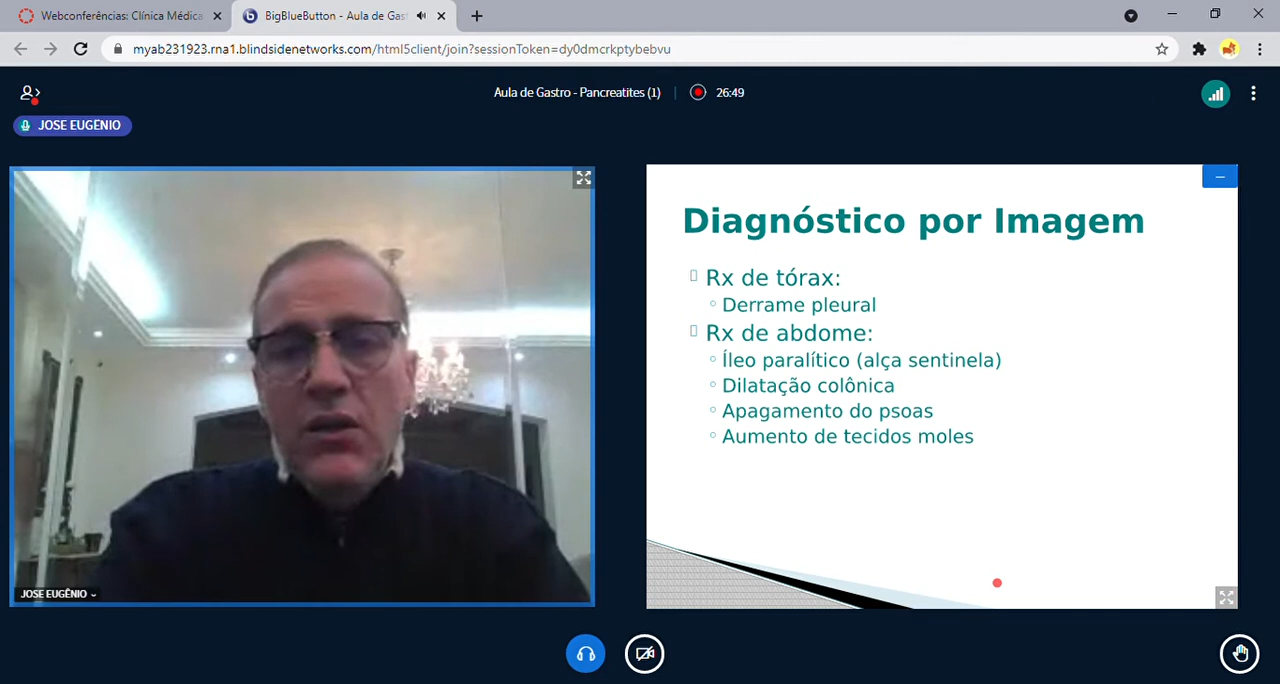 Webconferências: Clínica Médica
BigBlueButton - Aula de Gas
myab231923.rna1.blindsidenetworks.com/html5client/join?sessionToken=dy0dmcrkptybebvu
Aula de Gastro - Pancreatites (1)
26:49
JOSE EUGÊNIO
Diagnóstico por Imagem
Rx de tórax:
Derrame pleural
Rx de abdome:
Íleo paralítico (alça sentinela)
Dilatação colônica
Apagamento do psoas
Aumento de tecidos moles
JOSE EUGÊNIO